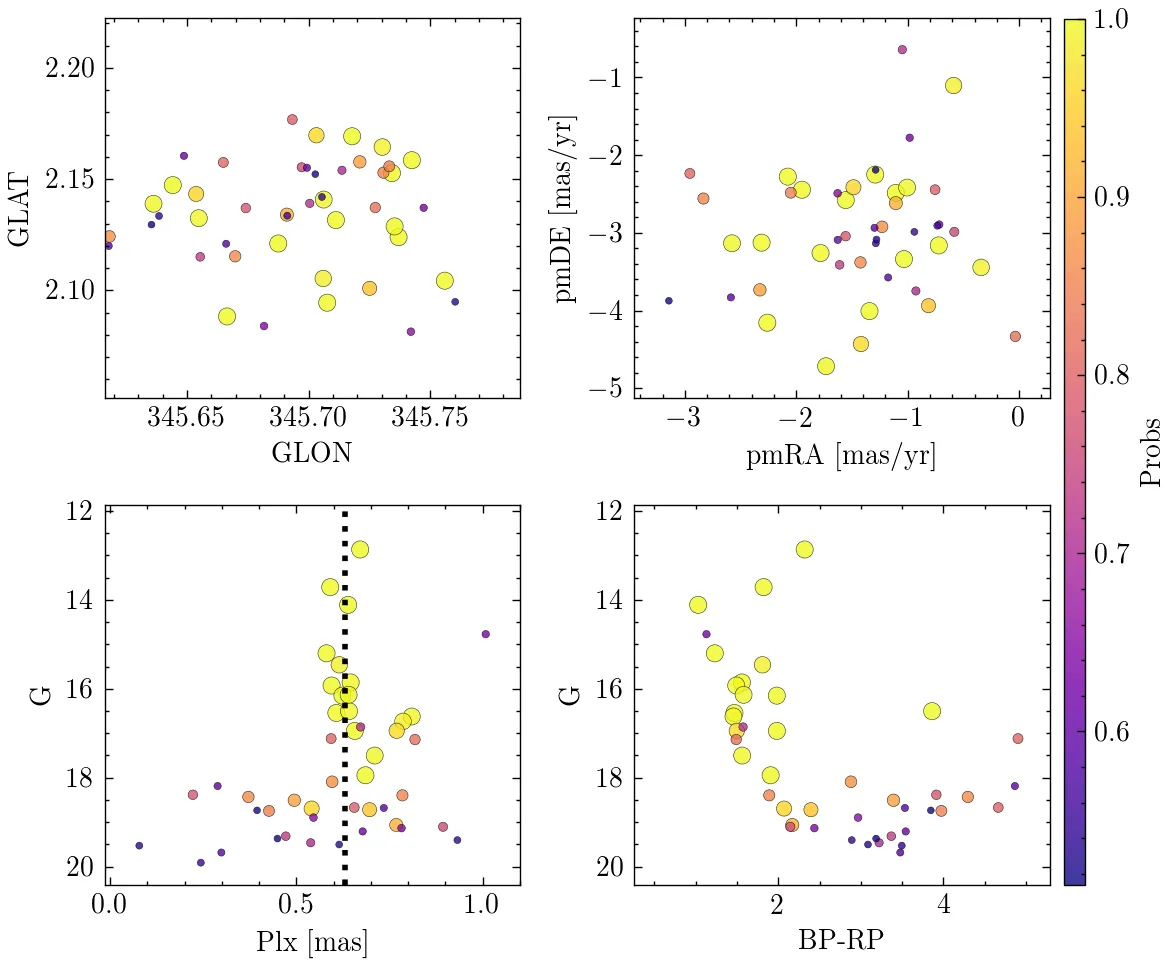 2.20
2.15
2.10
GLAT
345.65 345.70 345.75
GLON
−1
−2
−3
−4
−5
pmDE [mas/yr]
−3 −2 −1 0
pmRA [mas/yr]
12
14
16
18
20
G
0.0 0.5 1.0
Plx [mas]
12
14
16
18
20
G
2 4
BP-RP
1.0
0.9
0.8
0.7
0.6
Probs